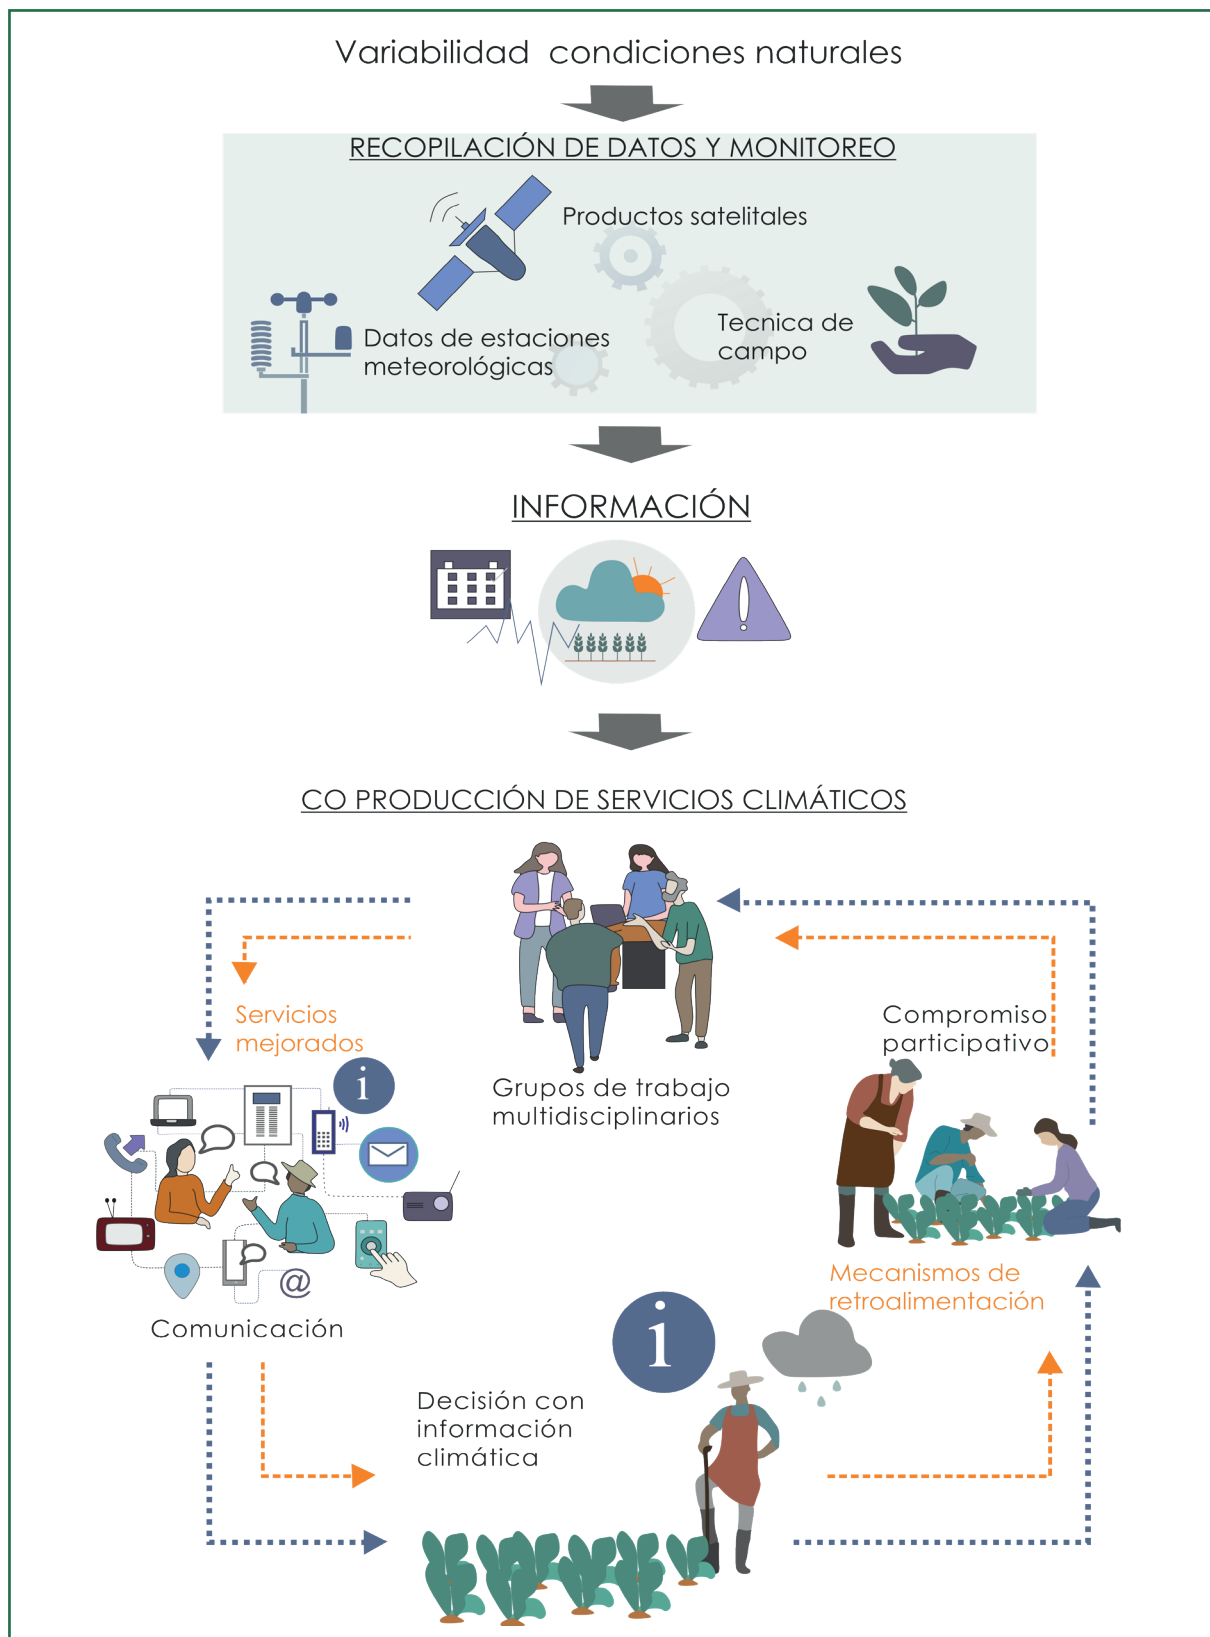 Variabilidad condiciones naturales
RECOPILACIÓN DE DATOS Y MONITOREO
Productos satelitales
Datos de estaciones
meteorológicas
Tecnica de
campo
INFORMACIÓN
CO PRODUCCIÓN DE SERVICIOS CLIMÁTICOS
Servicios
mejorados
i
Grupos de trabajo
multidisciplinarios
Compromiso
participativo
@
Comunicación
Mecanismos de
retroalimentación
i
Decisión con
información
climática